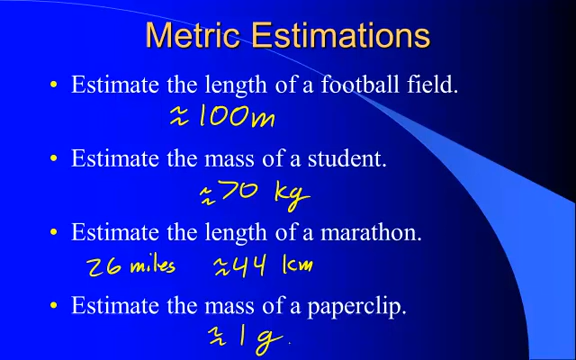 Metric Estimations
• Estimate the length of a football field.
≈ 100m
• Estimate the mass of a student.
≈ 70 kg
• Estimate the length of a marathon.
26 miles ≈ 44 km
• Estimate the mass of a paperclip.
≈ 1 g.